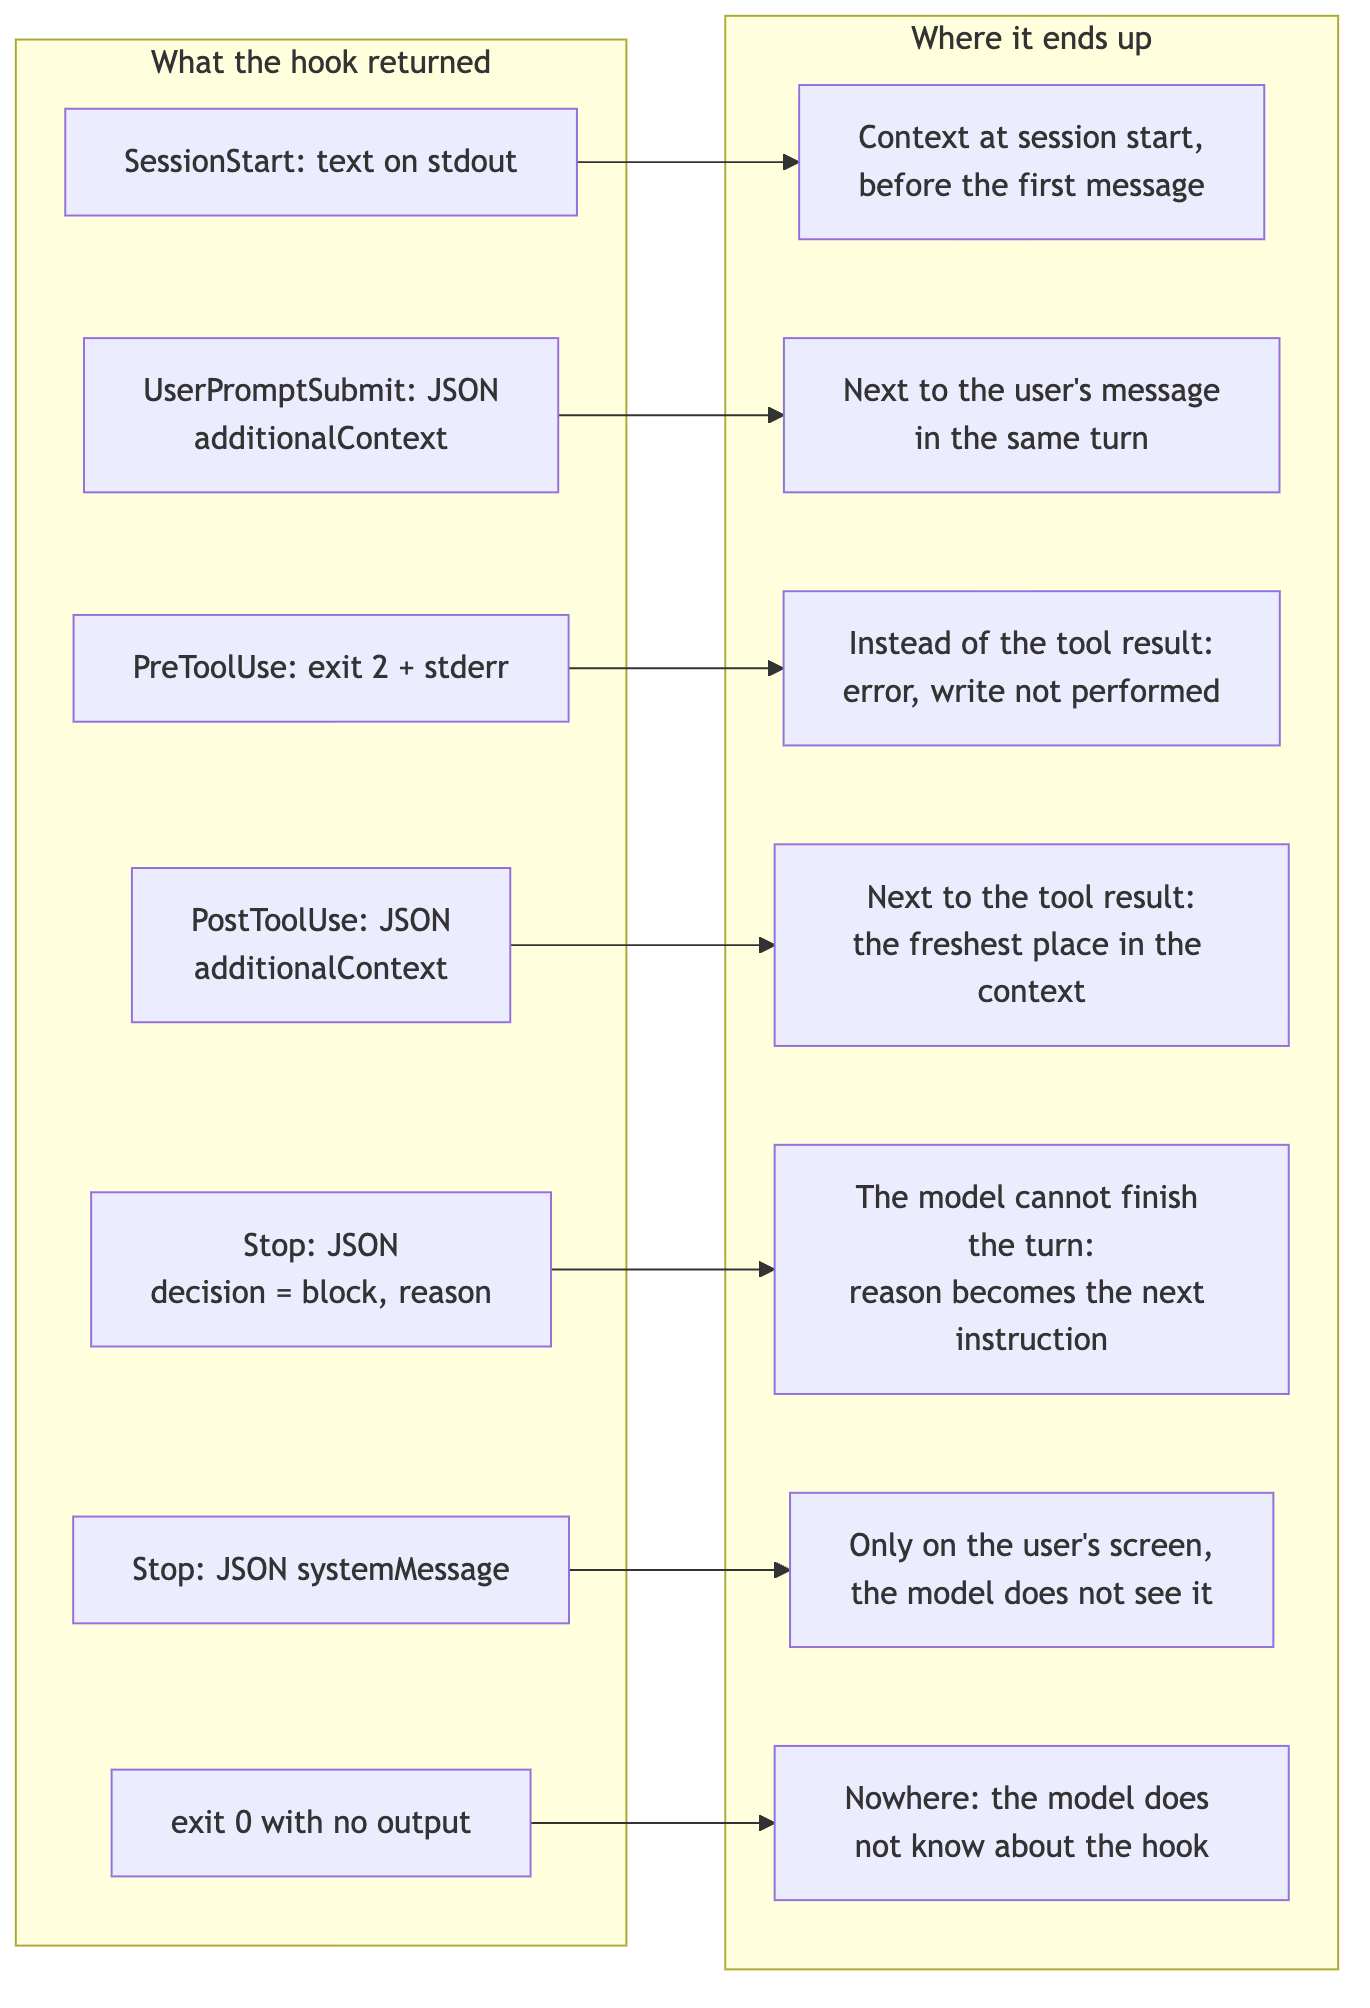 What the hook returned
SessionStart: text on stdout
UserPromptSubmit: JSON
additionalContext
PreToolUse: exit 2 + stderr
PostToolUse: JSON
additionalContext
Stop: JSON
decision = block, reason
Stop: JSON systemMessage
exit 0 with no output
Where it ends up
Context at session start,
before the first message
Next to the user's message
in the same turn
Instead of the tool result:
error, write not performed
Next to the tool result:
the freshest place in the
context
The model cannot finish
the turn:
reason becomes the next
instruction
Only on the user's screen,
the model does not see it
Nowhere: the model does
not know about the hook